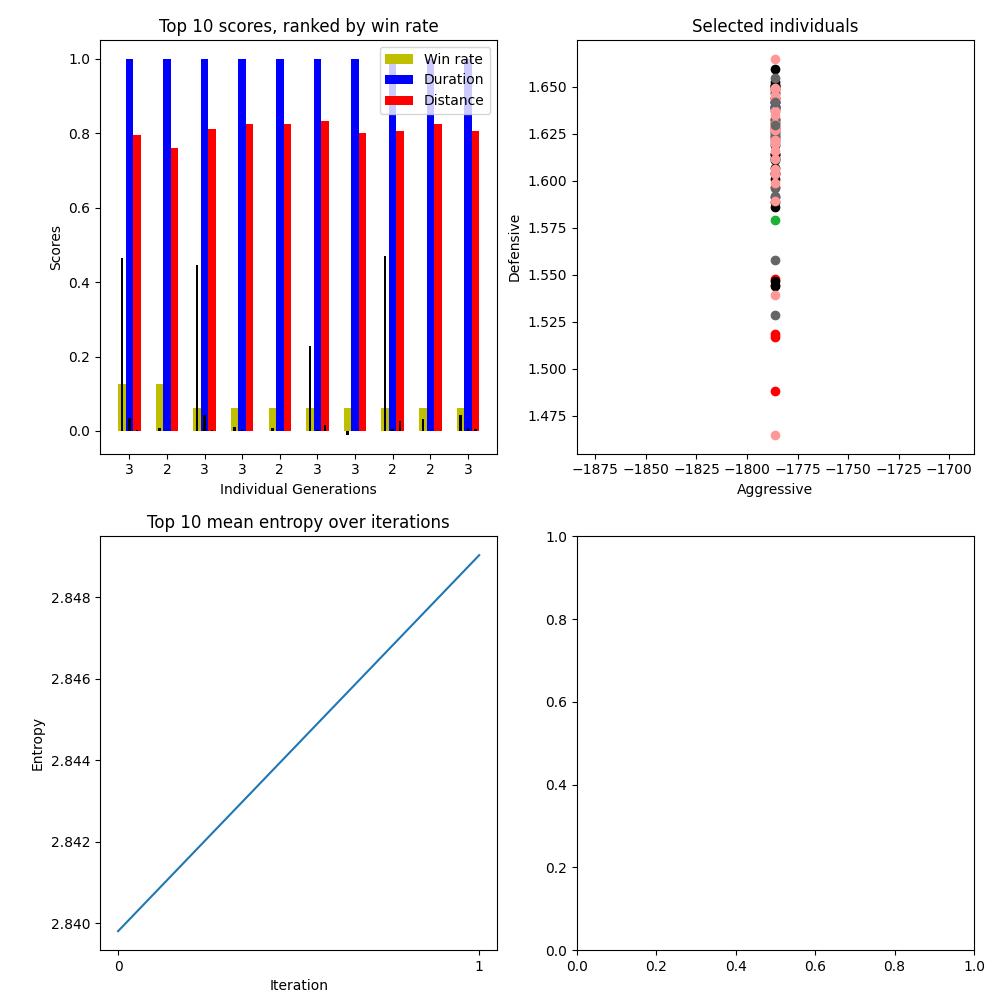 Top 10 scores, ranked by win rate
Scores
1.0
0.8
0.6
0.4
0.2
0.0
Win rate
Duration
Distance
3 2 3 3 2 3 3 2 2 3
Individual Generations
Selected individuals
Defensive
1.650
1.625
1.600
1.575
1.550
1.525
1.500
1.475
−1875 −1850 −1825 −1800 −1775 −1750 −1725 −1700
Aggressive
Top 10 mean entropy over iterations
Entropy
2.848
2.846
2.844
2.842
2.840
0 1
Iteration
1.0
0.8
0.6
0.4
0.2
0.0
0.0 0.2 0.4 0.6 0.8 1.0